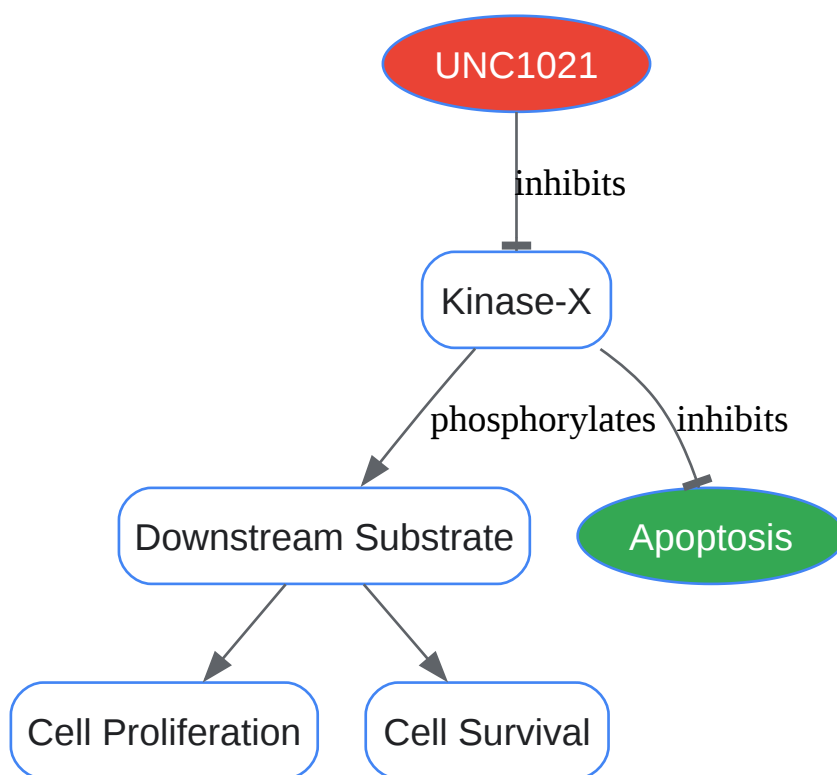 UNC1021
inhibits
Kinase-X
phosphorylates
inhibits
Downstream Substrate
Apoptosis
Cell Proliferation
Cell Survival